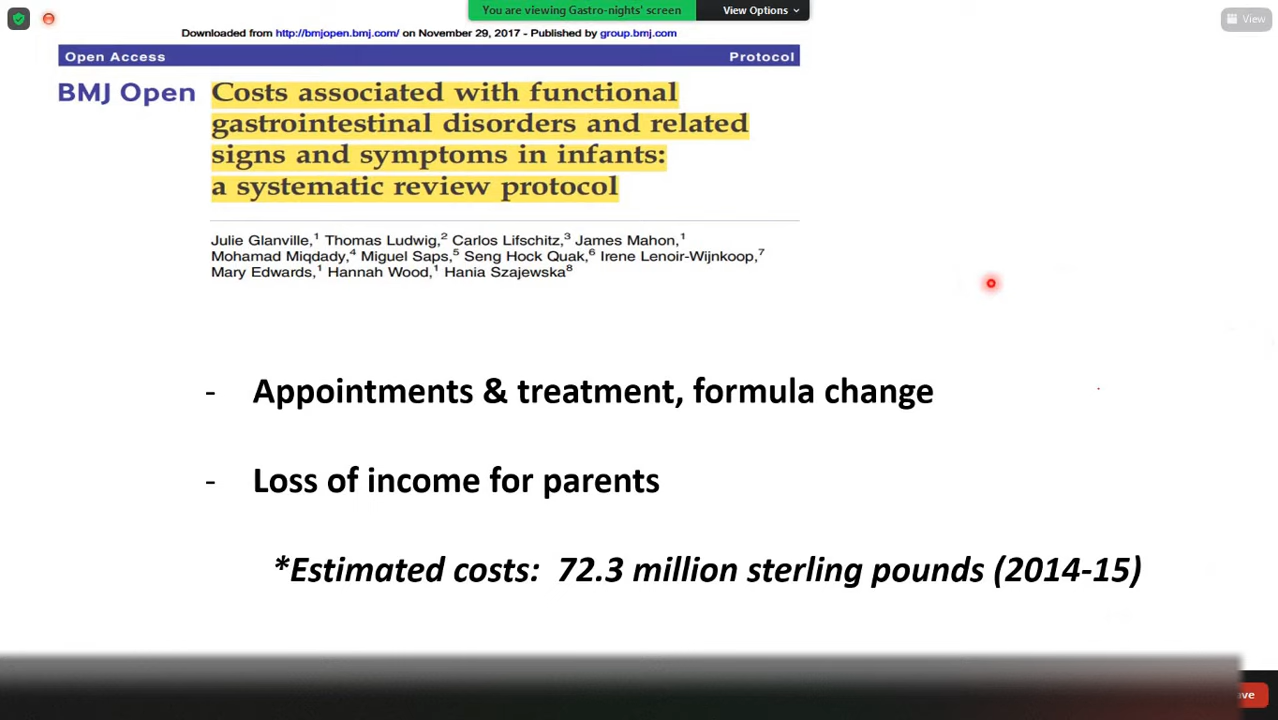 You are viewing Gastro-nights' screen
View Options
View
Downloaded from http://bmjopen.bmj.com/ on November 29, 2017 - Published by group.bmj.com
Open Access
Protocol
BMJ Open
Costs associated with functional
gastrointestinal disorders and related
signs and symptoms in infants:
a systematic review protocol
Julie Glanville,1 Thomas Ludwig,2 Carlos Lifschitz,3 James Mahon,1
Mohamad Miqdady,4 Miguel Saps,5 Seng Hock Quak,6 Irene Lenoir-Wijnkoop,7
Mary Edwards,1 Hannah Wood,1 Hania Szajewska8
- Appointments & treatment, formula change
- Loss of income for parents
*Estimated costs: 72.3 million sterling pounds (2014-15)